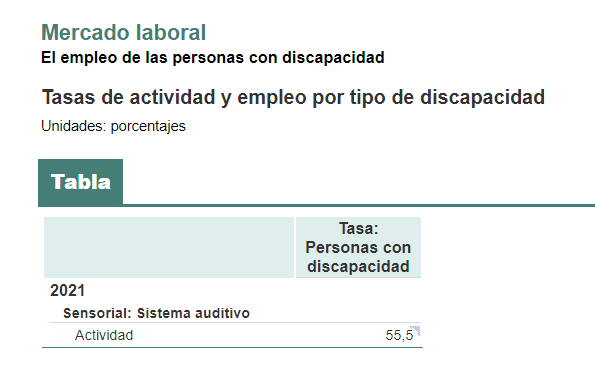 Mercado laboral
El empleo de las personas con discapacidad
Tasas de actividad y empleo por tipo de discapacidad
Unidades: porcentajes
Tabla
Tasa:
Personas con
discapacidad
2021
Sensorial: Sistema auditivo
Actividad 55,5